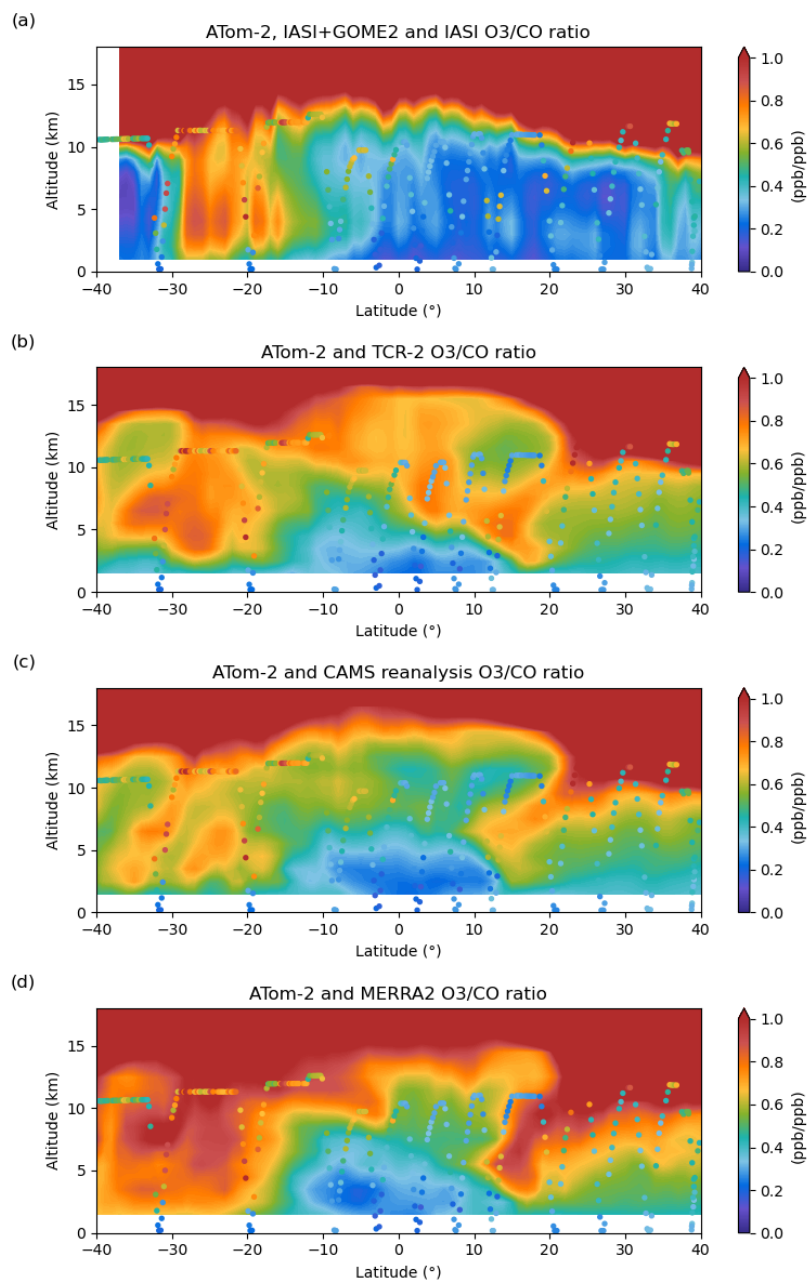 (a)
ATom-2, IASI+GOME2 and IASI O3/CO ratio
Altitude (km)
15
10
5
0
−40 −30 −20 −10 0 10 20 30 40
Latitude (°)
1.0
0.8
0.6
0.4
0.2
0.0
(ppb/ppb)
(b)
ATom-2 and TCR-2 O3/CO ratio
Altitude (km)
15
10
5
0
−40 −30 −20 −10 0 10 20 30 40
Latitude (°)
1.0
0.8
0.6
0.4
0.2
0.0
(ppb/ppb)
(c)
ATom-2 and CAMS reanalysis O3/CO ratio
Altitude (km)
15
10
5
0
−40 −30 −20 −10 0 10 20 30 40
Latitude (°)
1.0
0.8
0.6
0.4
0.2
0.0
(ppb/ppb)
(d)
ATom-2 and MERRA2 O3/CO ratio
Altitude (km)
15
10
5
0
−40 −30 −20 −10 0 10 20 30 40
Latitude (°)
1.0
0.8
0.6
0.4
0.2
0.0
(ppb/ppb)